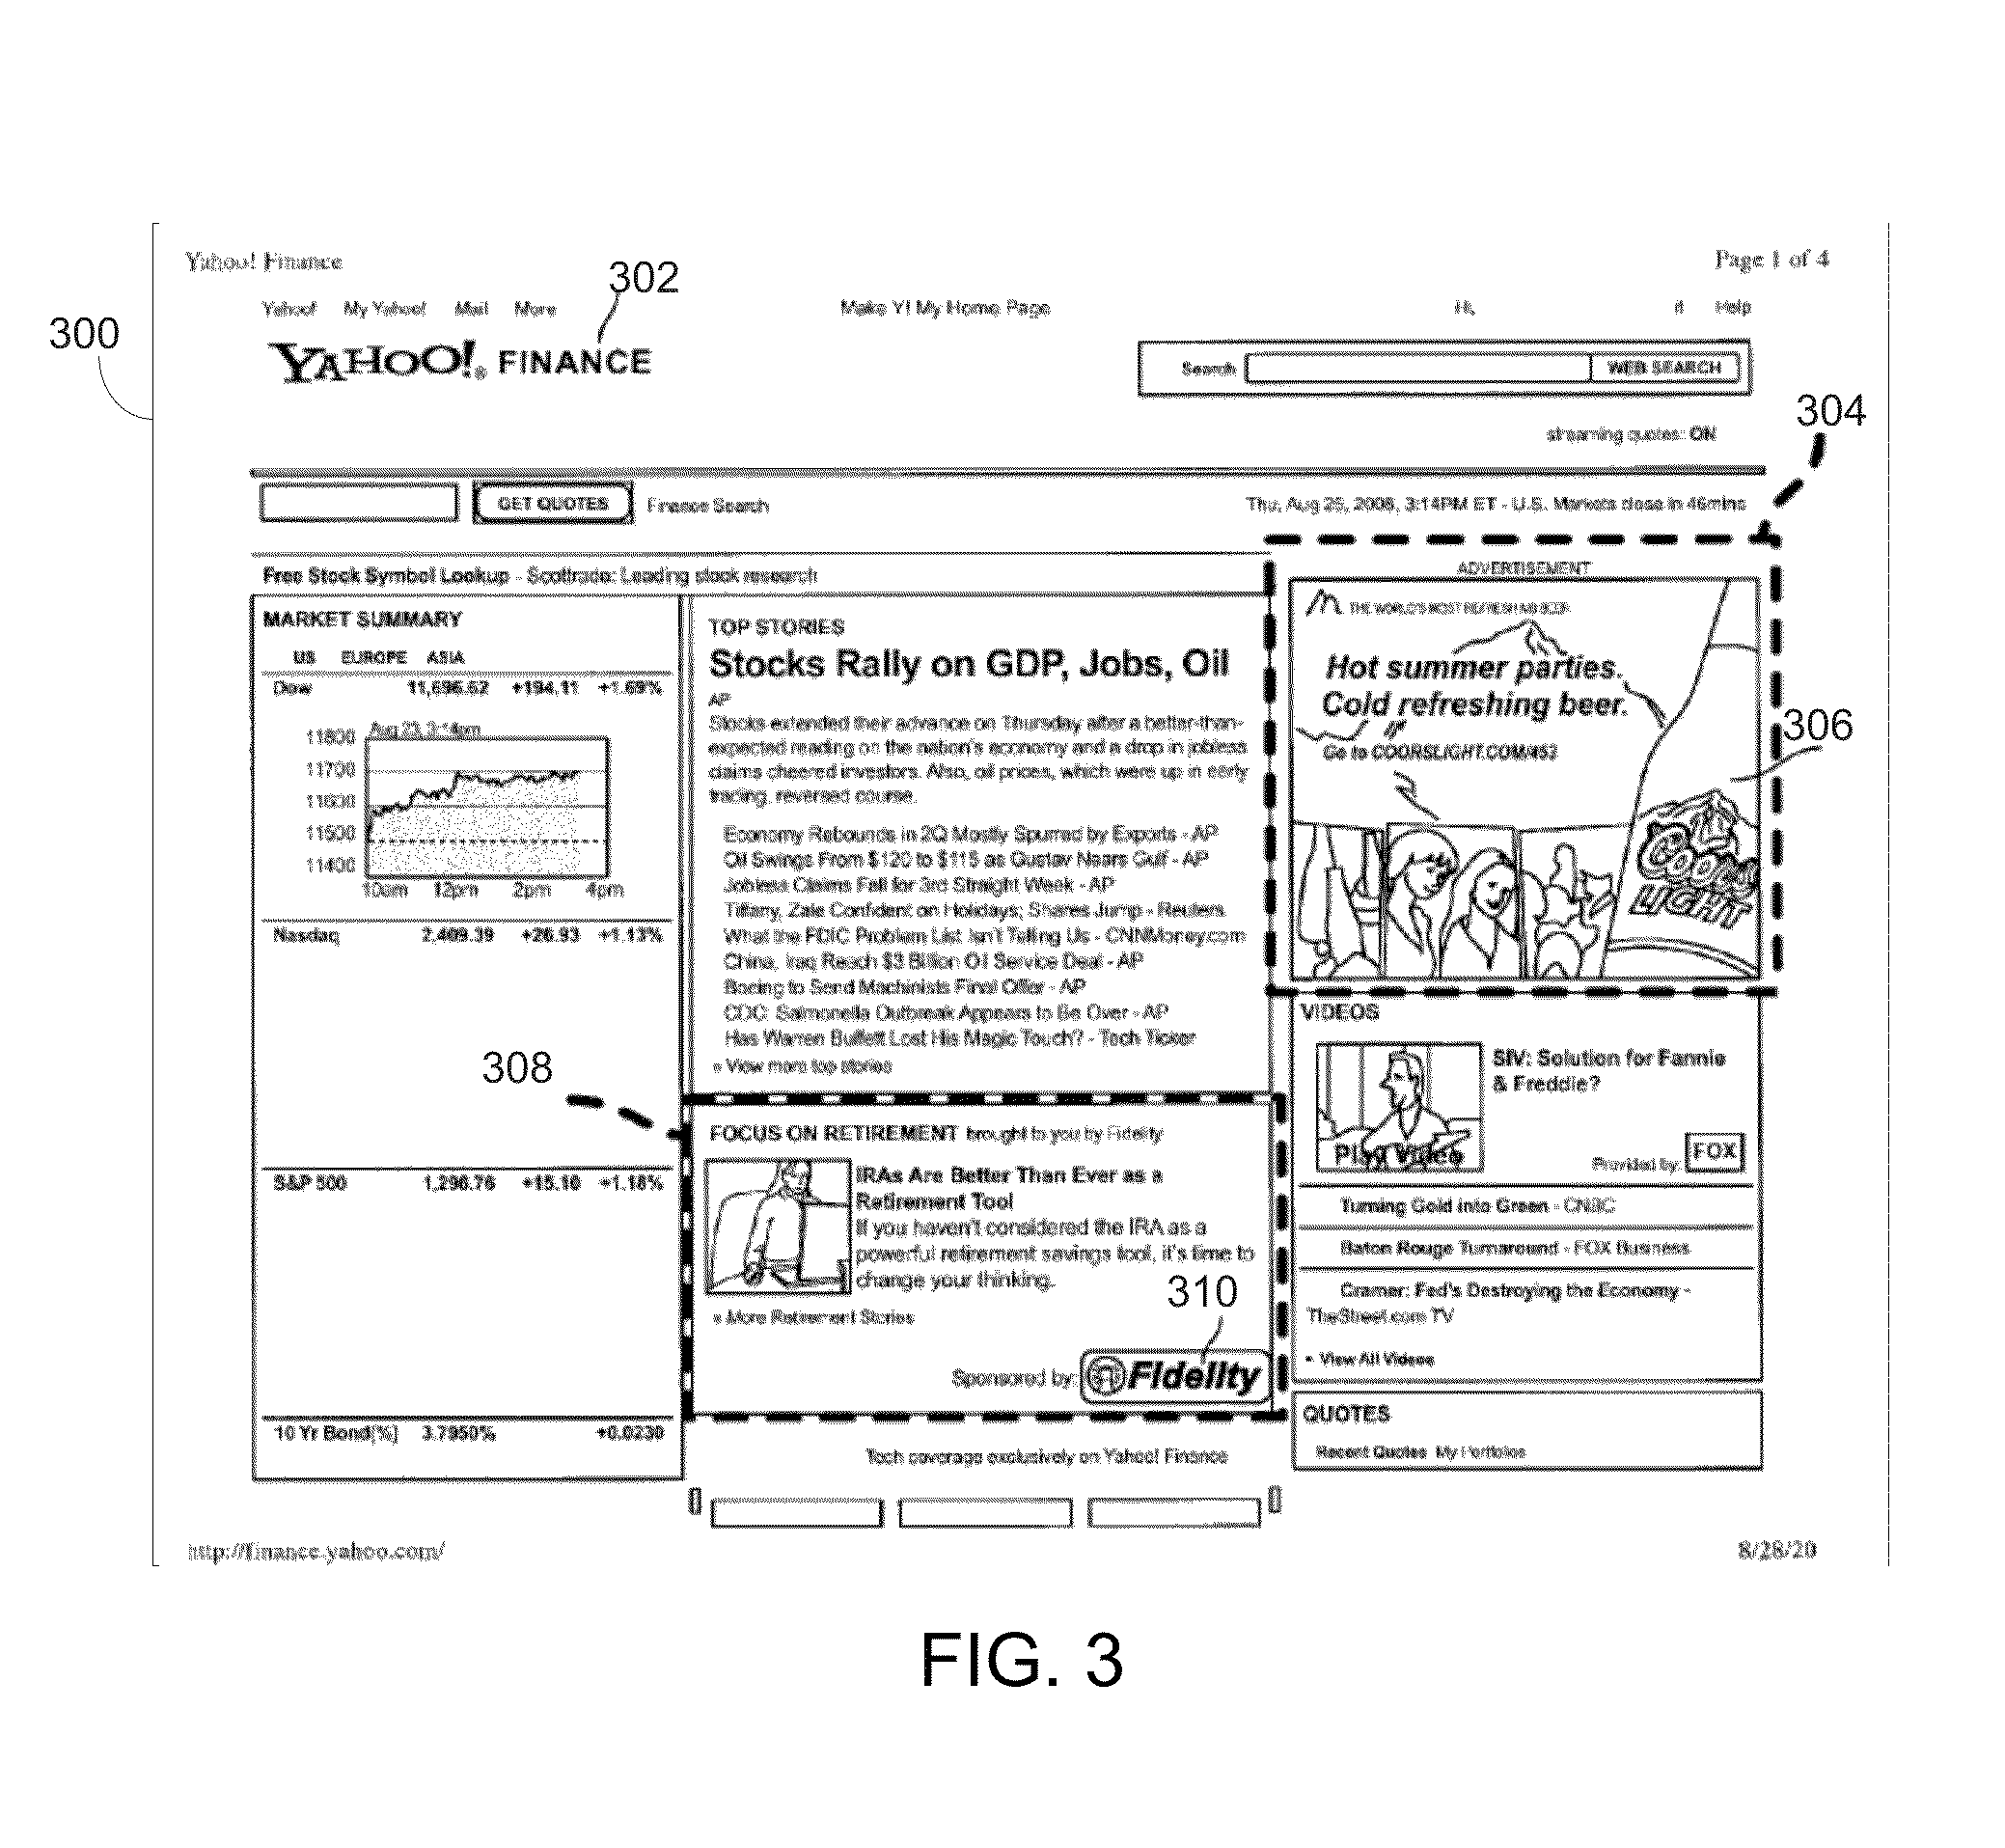 Yahoo! Finance
Page 1 of 4
302
Yahoo! My Yahoo! Mail More
Make Y! My Home Page
Hi,
Help
300
YAHOO!® FINANCE
Search
WEB SEARCH
304
streaming quotes: ON
GET QUOTES
Finance Search
Thu, Aug 28, 2008, 3:14PM ET - U.S. Markets close in 46mins
Free Stock Symbol Lookup - Scottrade: Leading stock research
MARKET SUMMARY
US EUROPE ASIA
Dow 11,696.62 +194.11 +1.69%
Aug 23, 3:14pm
11800
11700
11600
11500
11400
10am 12pm 2pm 4pm
Nasdaq 2,409.39 +26.93 +1.13%
S&P 500 1,296.76 +15.10 +1.18%
10 Yr Bond(%) 3.7950% +0.0230
TOP STORIES
Stocks Rally on GDP, Jobs, Oil
AP
Stocks extended their advance on Thursday after a better-than-
expected reading on the nation's economy and a drop in jobless
claims cheered investors. Also, oil prices, which were up in early
trading, reversed course.
Economy Rebounds in 2Q Mostly Spurred by Exports - AP
Oil Swings From $120 to $115 as Gustav Nears Gulf - AP
Jobless Claims Fall for 3rd Straight Week - AP
Tiffany, Zale Confident on Holidays; Shares Jump - Reuters
What the FDIC Problem List Isn't Telling Us - CNNMoney.com
China, Iraq Reach $3 Billion Oil Service Deal - AP
Boeing to Send Machinists Final Offer - AP
CDC: Salmonella Outbreak Appears to Be Over - AP
Has Warren Buffett Lost His Magic Touch? - Tech Ticker
» View more top stories
308
FOCUS ON RETIREMENT brought to you by Fidelity
IRAs Are Better Than Ever as a
Retirement Tool
If you haven't considered the IRA as a
powerful retirement savings tool, it's time to
change your thinking.
310
» More Retirement Stories
Sponsored by: Fidelity
Tech coverage exclusively on Yahoo! Finance
ADVERTISEMENT
THE WORLD'S MOST REFRESHING BEER
Hot summer parties.
Cold refreshing beer.
Go to COORSLIGHT.COM/452
306
COORS
LIGHT
VIDEOS
SIV: Solution for Fannie
& Freddie?
Play Video
Provided by: FOX
Turning Gold into Green - CNBC
Baton Rouge Turnaround - FOX Business
Cramer: Fed's Destroying the Economy -
TheStreet.com TV
• View All Videos
QUOTES
Recent Quotes My Portfolios
http://finance.yahoo.com/
8/28/20
FIG. 3